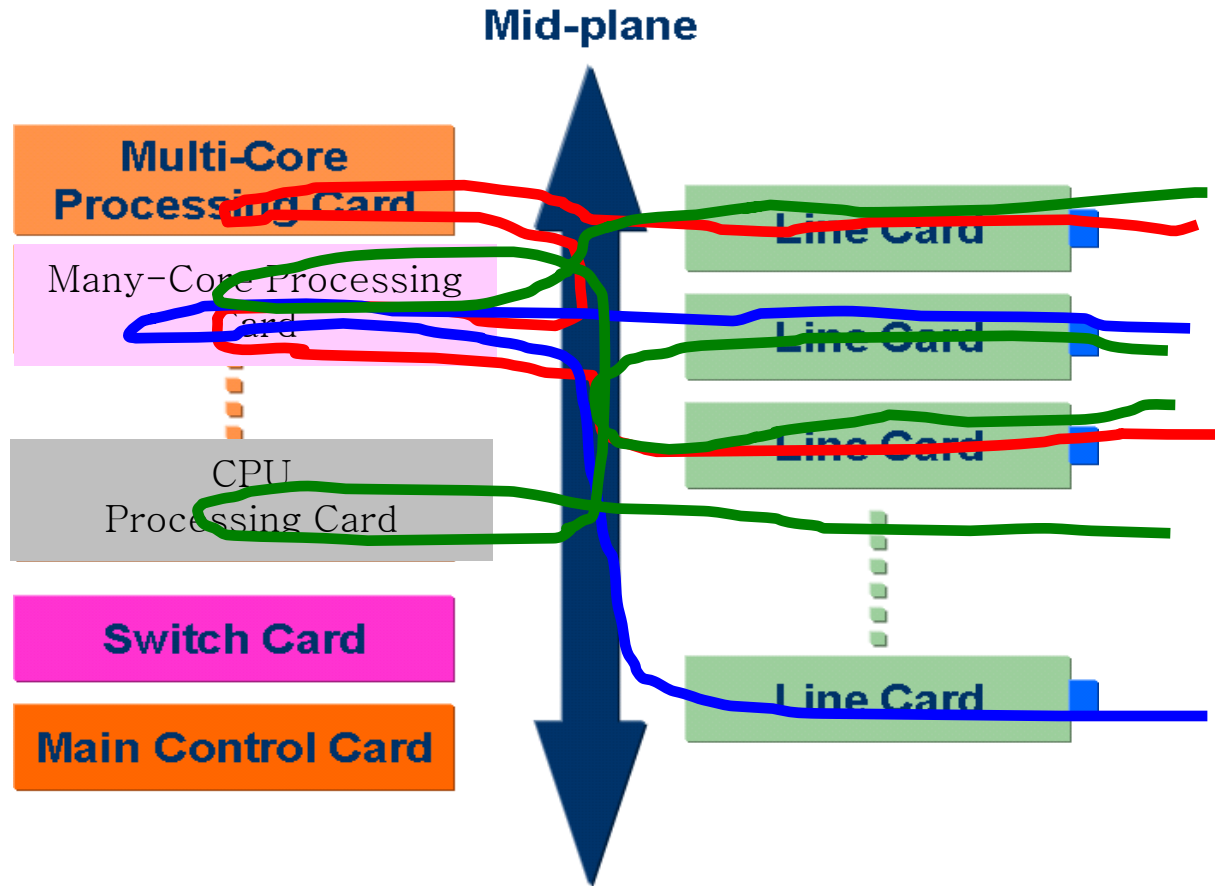 Mid-plane
Multi-Core
Processing Card
Many-Core Processing
Card
CPU
Processing Card
Switch Card
Main Control Card
Line Card
Line Card
Line Card
Line Card